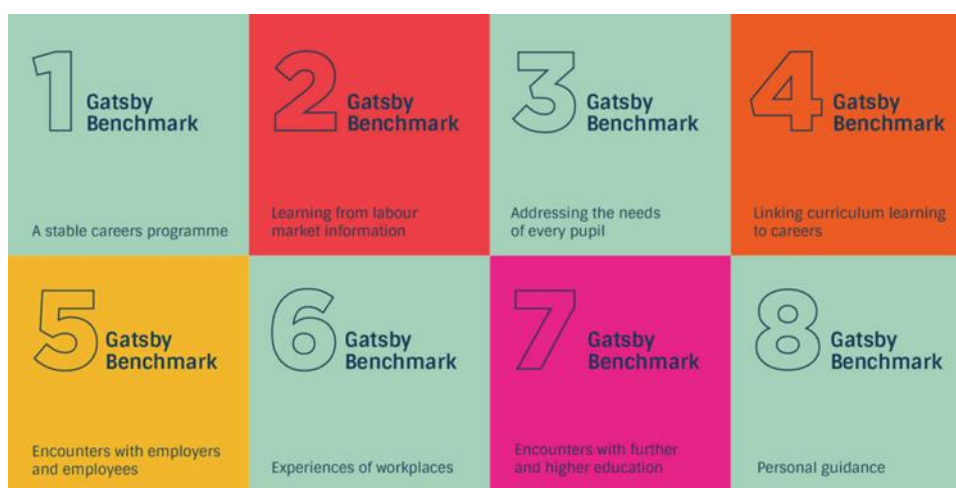 1 Gatsby
Benchmark
A stable careers programme
2 Gatsby
Benchmark
Learning from labour
market information
3 Gatsby
Benchmark
Addressing the needs
of every pupil
4 Gatsby
Benchmark
Linking curriculum learning
to careers
5 Gatsby
Benchmark
Encounters with employers
and employees
6 Gatsby
Benchmark
Experiences of workplaces
7 Gatsby
Benchmark
Encounters with further
and higher education
8 Gatsby
Benchmark
Personal guidance